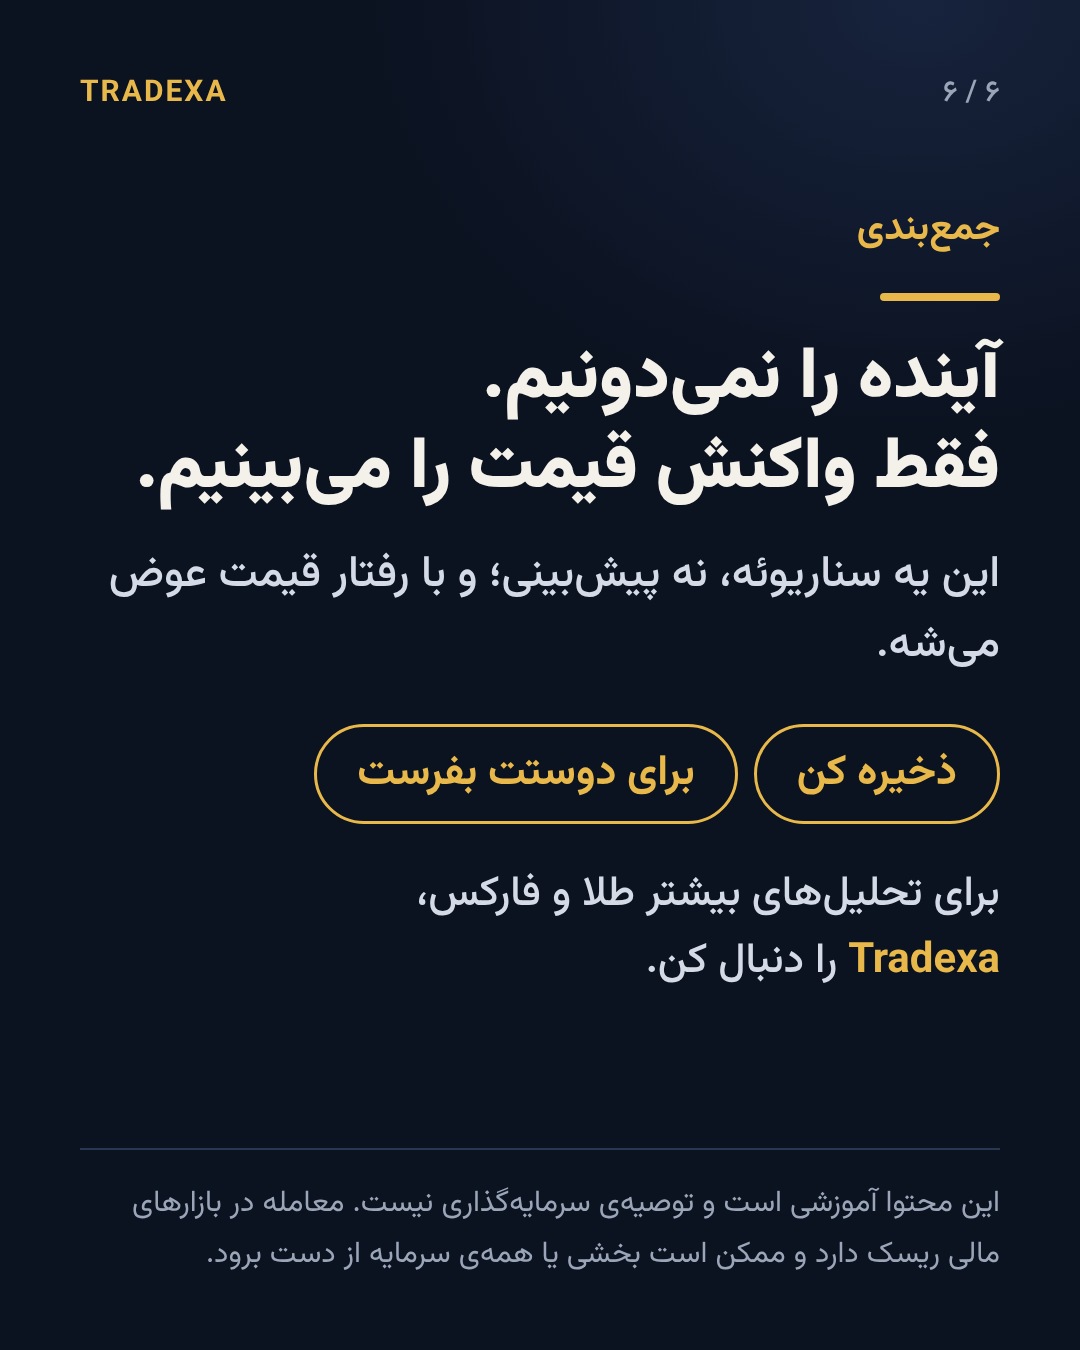 TRADEXA
۶ / ۶
جمع‌بندی
آینده را نمی‌دونیم.
فقط واکنش قیمت را می‌بینیم.
این یه سناریوئه، نه پیش‌بینی؛ و با رفتار قیمت عوض
می‌شه.
ذخیره کن
برای دوستت بفرست
برای تحلیل‌های بیشتر طلا و فارکس،
Tradexa را دنبال کن.
این محتوا آموزشی است و توصیه‌ی سرمایه‌گذاری نیست. معامله در بازارهای
مالی ریسک دارد و ممکن است بخشی یا همه‌ی سرمایه از دست برود.